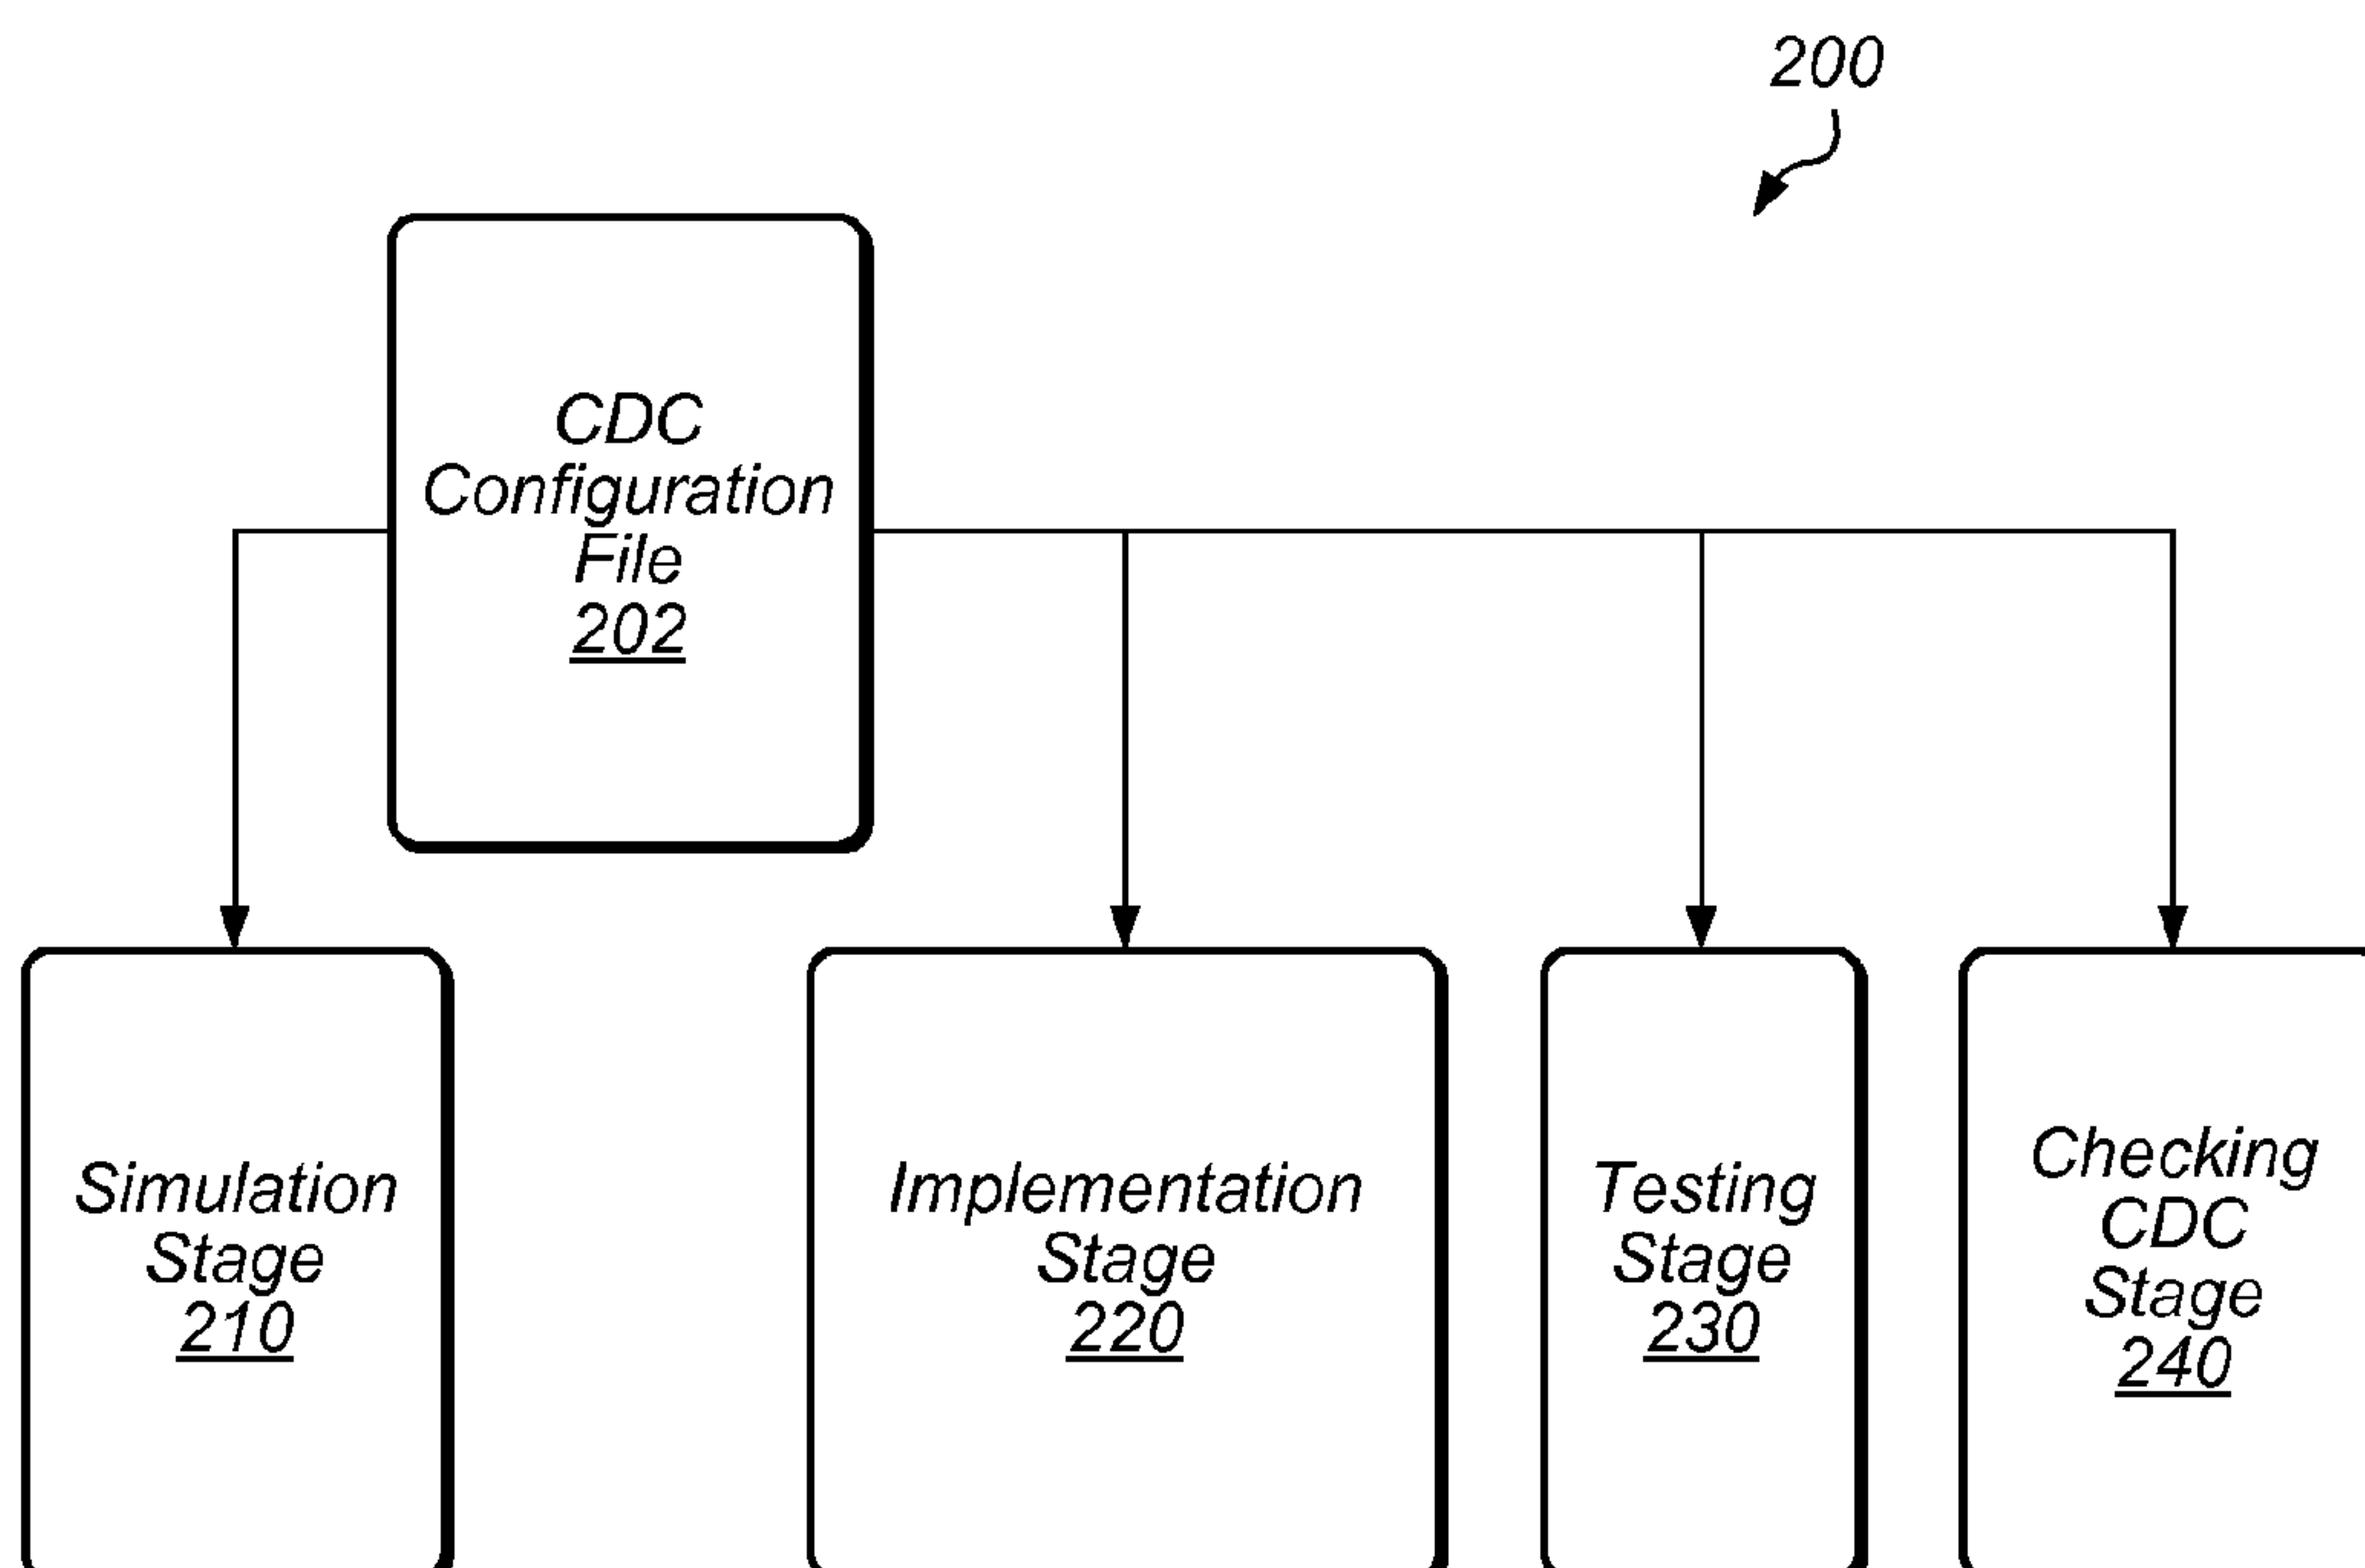 200
CDC
Configuration
File
202
Simulation
Stage
210
Implementation
Stage
220
Testing
Stage
230
Checking
CDC
Stage
240